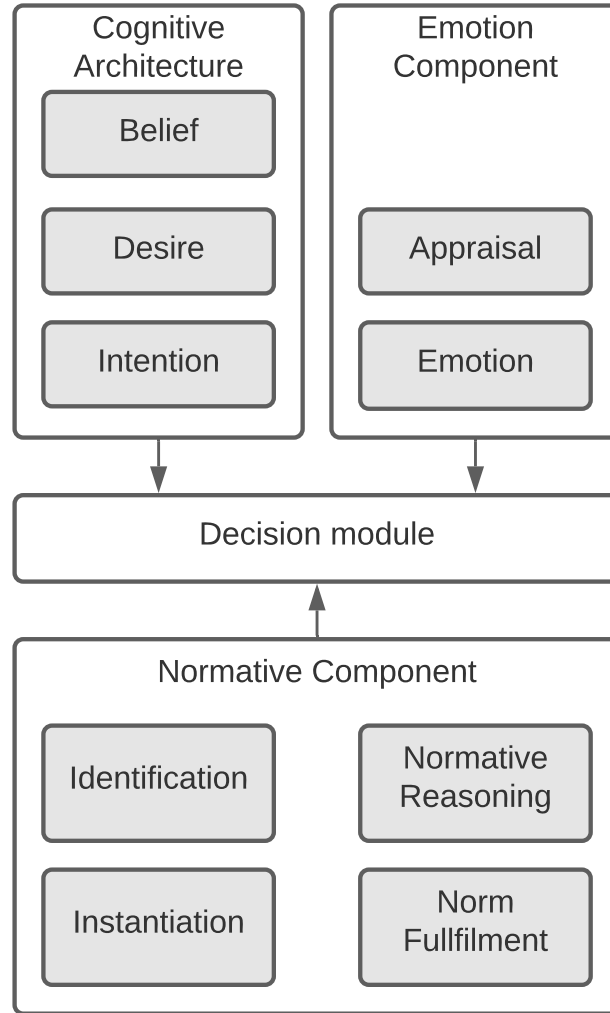 Cognitive
Architecture
Belief
Desire
Intention
Emotion
Component
Appraisal
Emotion
Decision module
Normative Component
Identification
Normative
Reasoning
Instantiation
Norm
Fullfilment